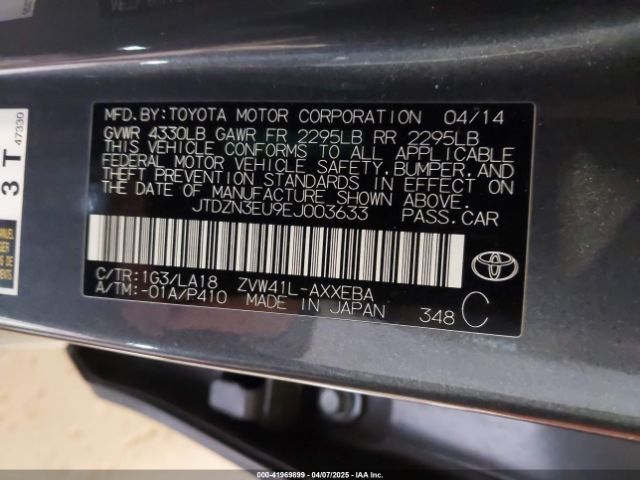 MFD.BY:TOYOTA MOTOR CORPORATION 04/14
GVWR 4330LB GAWR FR 2295LB RR 2295LB
THIS VEHICLE CONFORMS TO ALL APPLICABLE
FEDERAL MOTOR VEHICLE SAFETY,BUMPER,AND
THEFT PREVENTION STANDARDS IN EFFECT ON
THE DATE OF MANUFACTURE SHOWN ABOVE.
JTDZN3EU9EJ003633 PASS.CAR
C/TR:1G3/LA18 ZVW41L-AXXEBA
A/TM:-01A/P410 MADE IN JAPAN 348 C
3T 47330
000-41969899 - 04/07/2025 - IAA Inc.